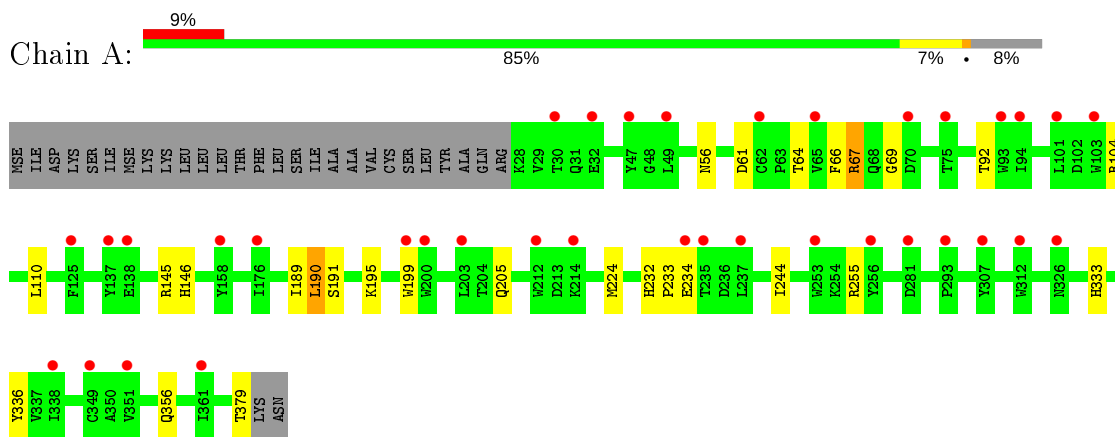 9%
Chain A:
85% 7% • 8%
MSE ILE ASP LYS SER ILE MSE LYS LYS LEU LEU LEU THR PHE LEU SER ILE ALA ALA VAL CYS SER LEU TYR ALA GLN ARG K28 V29 T30 Q31 E32 Y47 G48 L49 N56 D61 C62 P63 T64 V65 F66 R67 Q68 G69 D70 T75 T92 W93 I94 L101 D102 W103 R104
L110 F125 Y137 E138 R145 H146 Y158 I176 I189 L190 S191 K195 W199 W200 L203 T204 Q205 W212 D213 K214 M224 H232 P233 E234 T235 D236 L237 I244 W253 K254 R255 Y256 D281 P293 Y307 W312 N326 H333
Y336 V337 I338 C349 A350 V351 Q356 I361 T379 LYS ASN